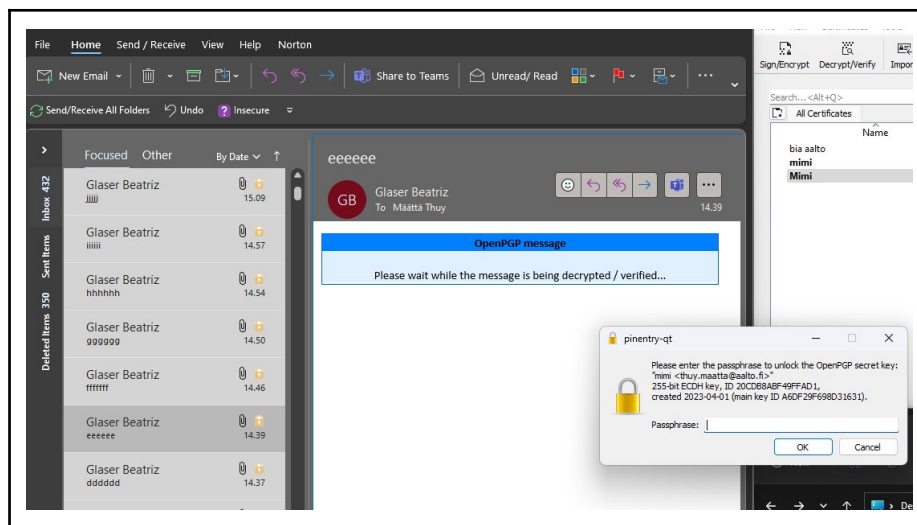 File Home Send / Receive View Help Norton
New Email Share to Teams Unread/ Read
Send/Receive All Folders Undo Insecure
Focused Other By Date
Inbox 432
Sent Items
Deleted Items 350
Glaser Beatriz
jjjjj 15.09
Glaser Beatriz
iiiiii 14.57
Glaser Beatriz
hhhhhh 14.54
Glaser Beatriz
gggggg 14.50
Glaser Beatriz
fffffff 14.46
Glaser Beatriz
eeeeee 14.39
Glaser Beatriz
dddddd 14.37
eeeeee
GB
Glaser Beatriz
To Määttä Thuy 14.39
OpenPGP message
Please wait while the message is being decrypted / verified...
Sign/Encrypt Decrypt/Verify Impor
Search...<Alt+Q>
All Certificates
Name
bia aalto
mimi
Mimi
pinentry-qt
Please enter the passphrase to unlock the OpenPGP secret key:
"mimi <thuy.maatta@aalto.fi>"
255-bit ECDH key, ID 20CDB8ABF49FFAD1,
created 2023-04-01 (main key ID A6DF29F698D31631).
Passphrase:
OK Cancel
De